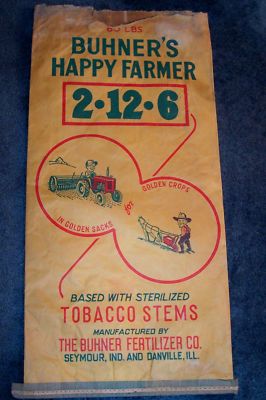 80 LBS
BUHNER'S
HAPPY FARMER
2•12•6
GOLDEN CROPS
for
IN GOLDEN SACKS
BASED WITH STERILIZED
TOBACCO STEMS
MANUFACTURED BY
THE BUHNER FERTILIZER CO.
SEYMOUR, IND. AND DANVILLE, ILL.